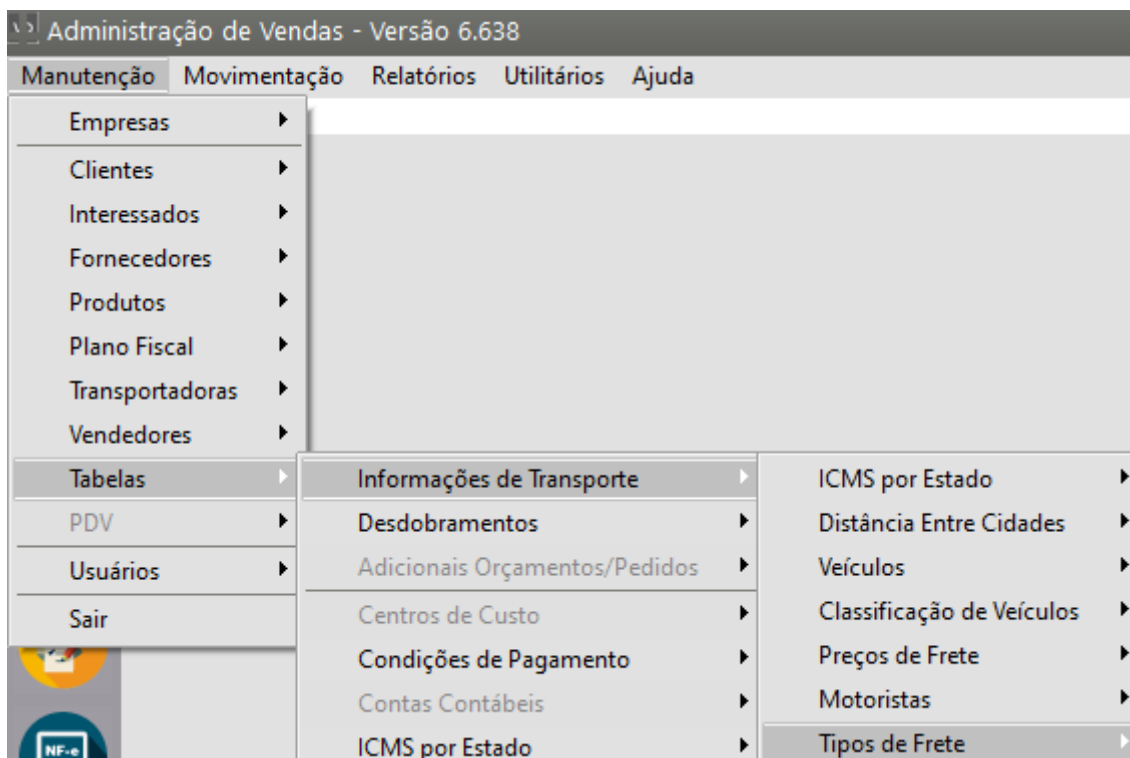 Administração de Vendas - Versão 6.638
Manutenção Movimentação Relatórios Utilitários Ajuda
Empresas
Clientes
Interessados
Fornecedores
Produtos
Plano Fiscal
Transportadoras
Vendedores
Tabelas
PDV
Usuários
Sair
Informações de Transporte
Desdobramentos
Adicionais Orçamentos/Pedidos
Centros de Custo
Condições de Pagamento
Contas Contábeis
ICMS por Estado
ICMS por Estado
Distância Entre Cidades
Veículos
Classificação de Veículos
Preços de Frete
Motoristas
Tipos de Frete
NF-e